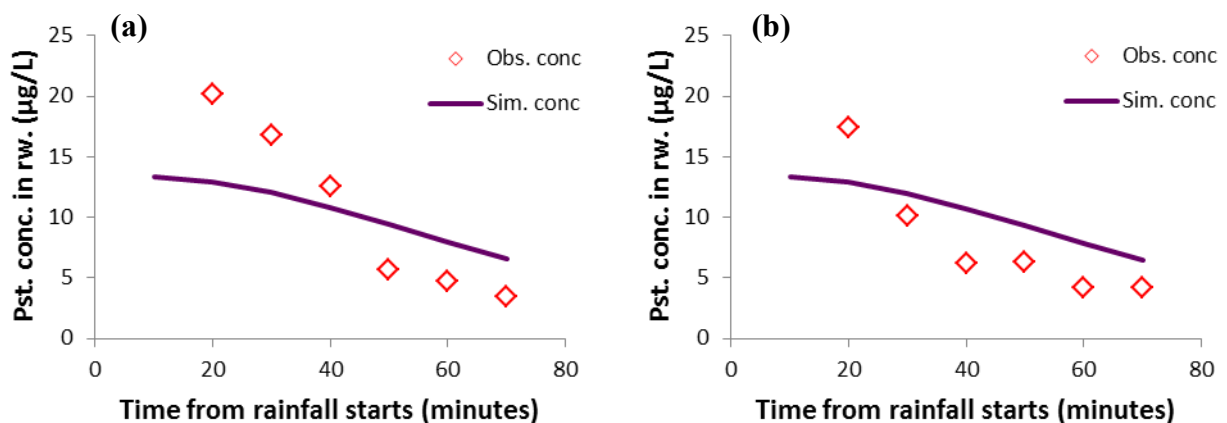 (a)
Pst. conc. in rw. (µg/L)
25
20
15
10
5
0
Obs. conc
Sim. conc
0 20 40 60 80
Time from rainfall starts (minutes)
(b)
Pst. conc. in rw. (µg/L)
25
20
15
10
5
0
Obs. conc
Sim. conc
0 20 40 60 80
Time from rainfall starts (minutes)